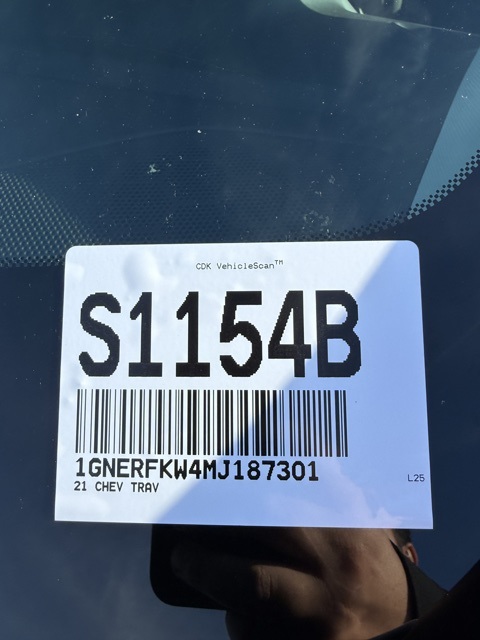 CDK VehicleScan™
S1154B
1GNERFKW4MJ187301
21 CHEV TRAV
L25